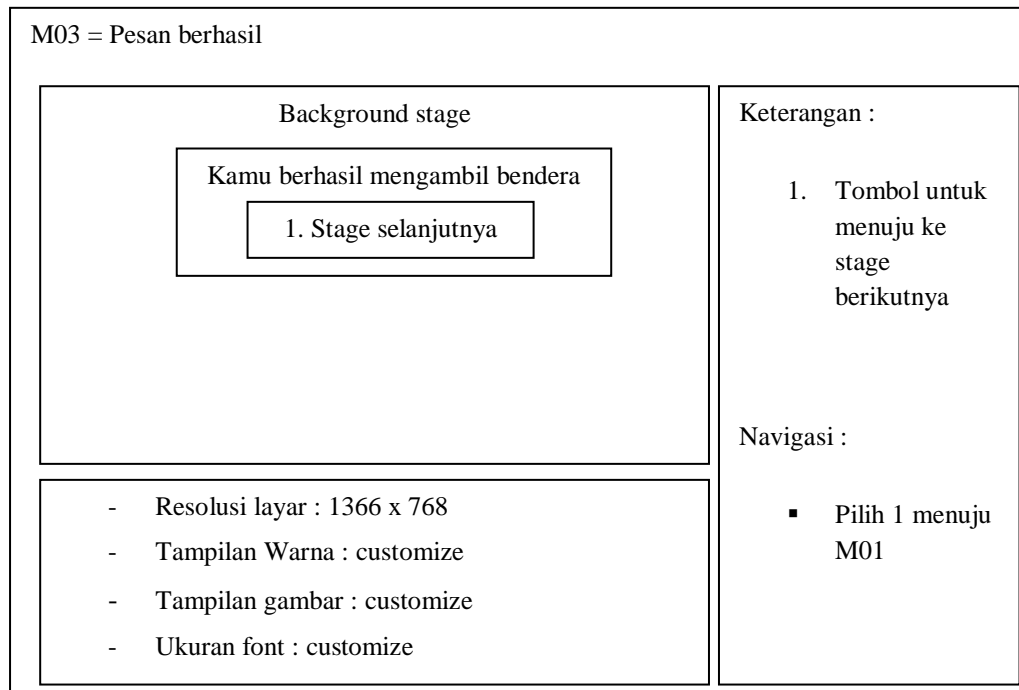 M03 = Pesan berhasil
Background stage
Kamu berhasil mengambil bendera
1. Stage selanjutnya
Keterangan :
1. Tombol untuk
menuju ke
stage
berikutnya
Navigasi :
▪ Pilih 1 menuju
M01
- Resolusi layar : 1366 x 768
- Tampilan Warna : customize
- Tampilan gambar : customize
- Ukuran font : customize